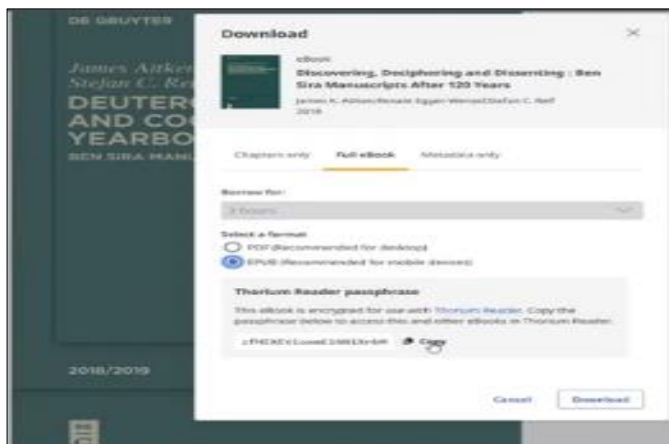 DE GRUYTER
James Aitken
Stefan C. Rei
DEUTER
AND CO
YEARBO
BEN SIRA MANU
2018/2019
Download
eBook
Discovering, Deciphering and Dissenting : Ben
Sira Manuscripts After 120 Years
James K. Aitken;Renate Egger-Wenzel;Stefan C. Reif
2018
Chapters only Full eBook Metadata only
Borrow for:
3 hours
Select a format
PDF (Recommended for desktop)
EPUB (Recommended for mobile devices)
Thorium Reader passphrase
This eBook is encrypted for use with Thorium Reader. Copy the
passphrase below to access this and other eBooks in Thorium Reader.
Copy
Cancel Download